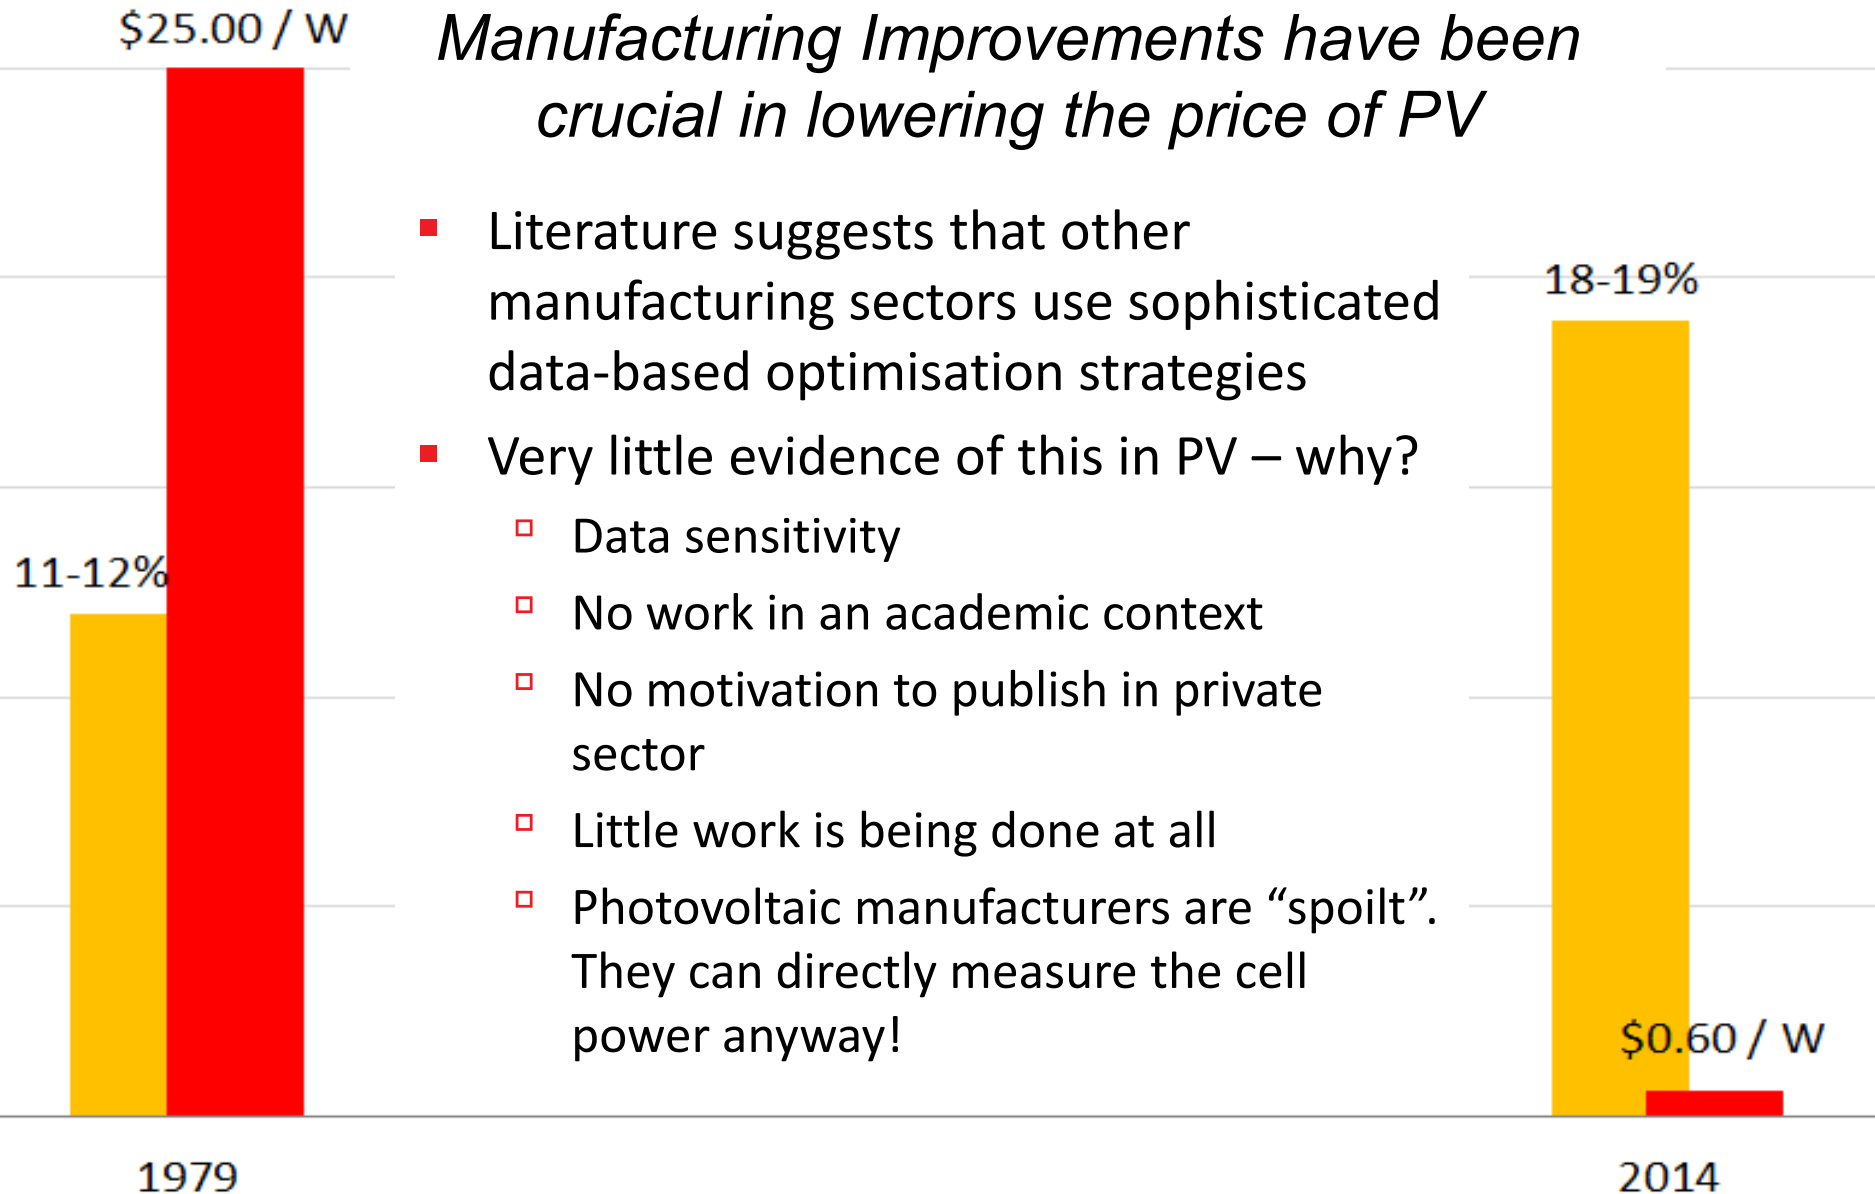 $25.00 / W
Manufacturing Improvements have been
crucial in lowering the price of PV
Literature suggests that other
manufacturing sectors use sophisticated
data-based optimisation strategies
Very little evidence of this in PV – why?
Data sensitivity
No work in an academic context
No motivation to publish in private
sector
Little work is being done at all
Photovoltaic manufacturers are “spoilt”.
They can directly measure the cell
power anyway!
11-12%
18-19%
$0.60 / W
1979
2014